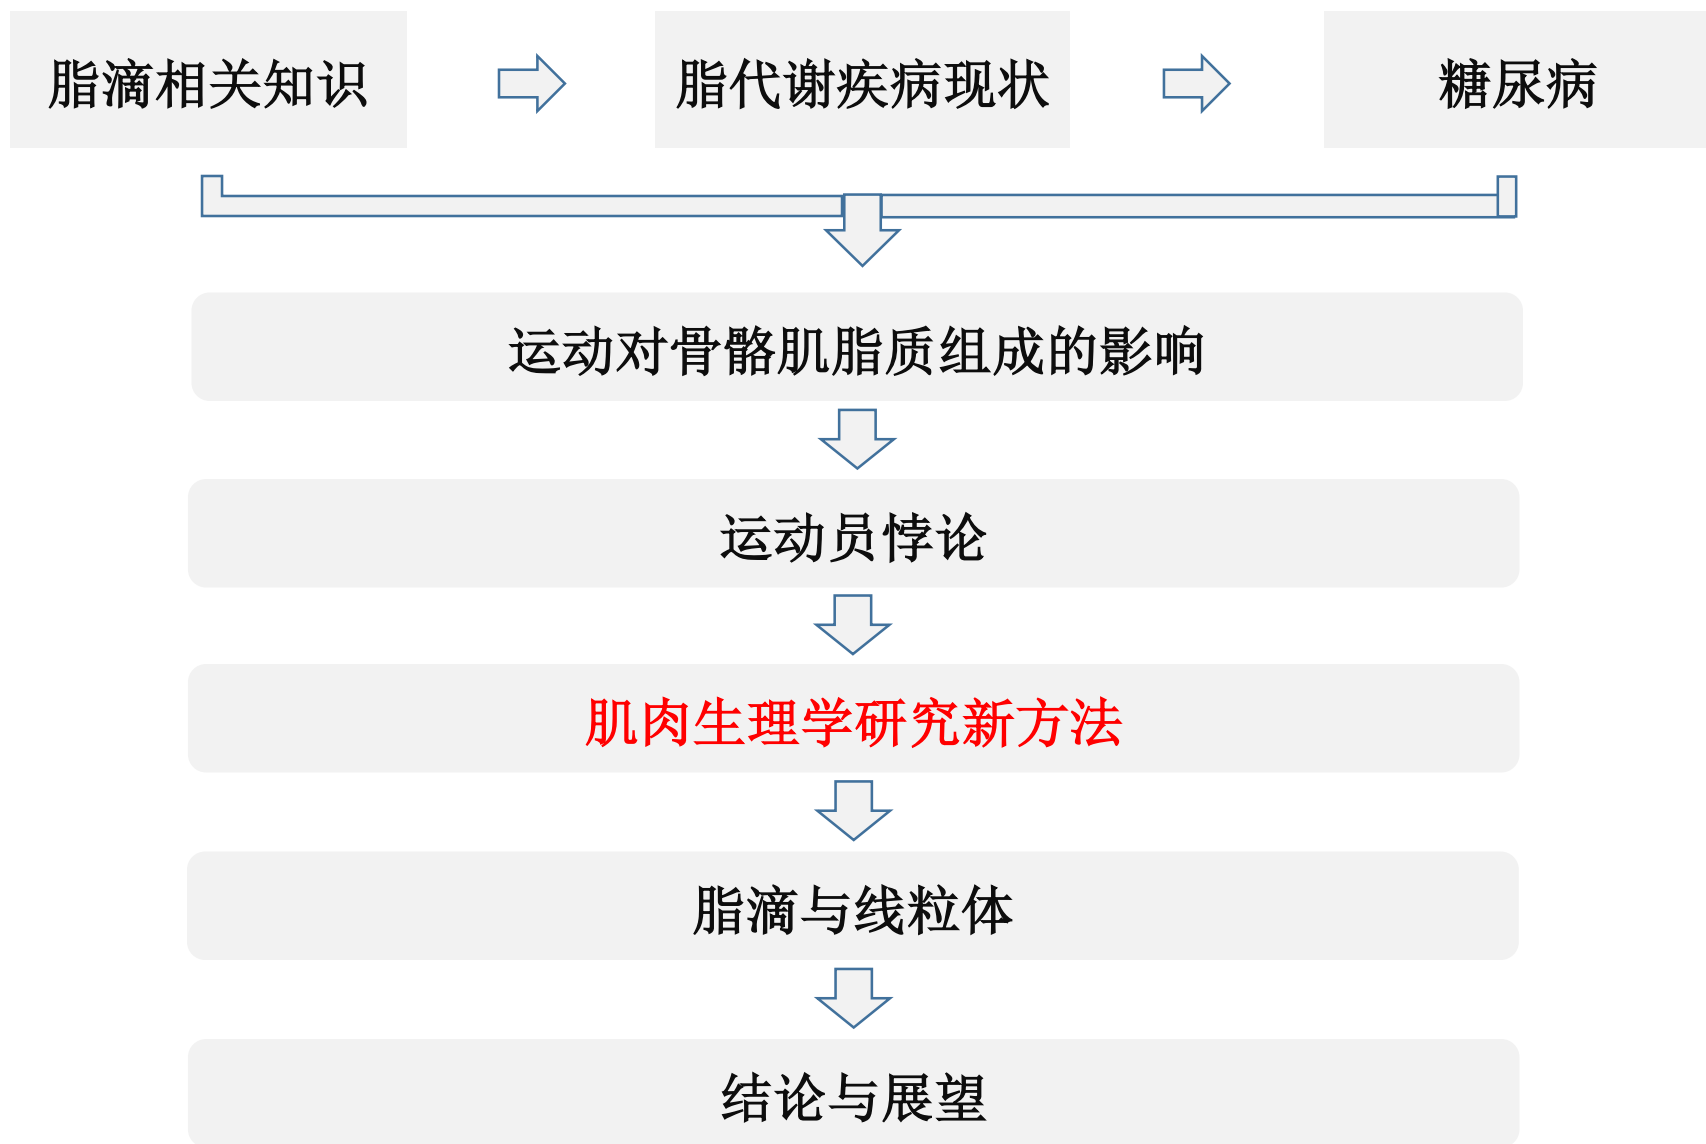 脂滴相关知识
脂代谢疾病现状
糖尿病
运动对骨骼肌脂质组成的影响
运动员悖论
肌肉生理学研究新方法
脂滴与线粒体
结论与展望